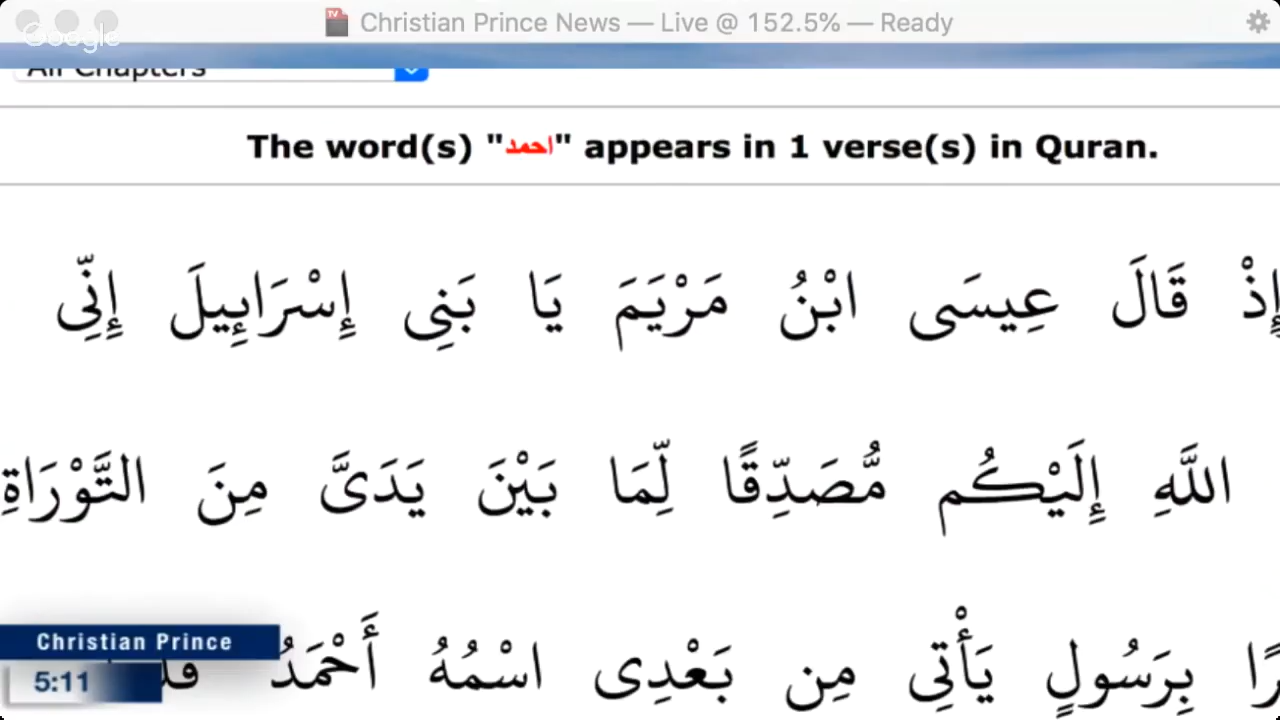 Christian Prince News — Live @ 152.5% — Ready
Google
All Chapters
The word(s) "احمد" appears in 1 verse(s) in Quran.
إِذْ قَالَ عِيسَى ابْنُ مَرْيَمَ يَا بَنِى إِسْرَايِٕيلَ إِنِّى
اللَّهِ إِلَيْكُم مُّصَدِّقًا لِّمَا بَيْنَ يَدَىَّ مِنَ التَّوْرَاةِ
بِرَسُولٍ يَأْتِى مِن بَعْدِى اسْمُهُ أَحْمَدُ
Christian Prince
5:11